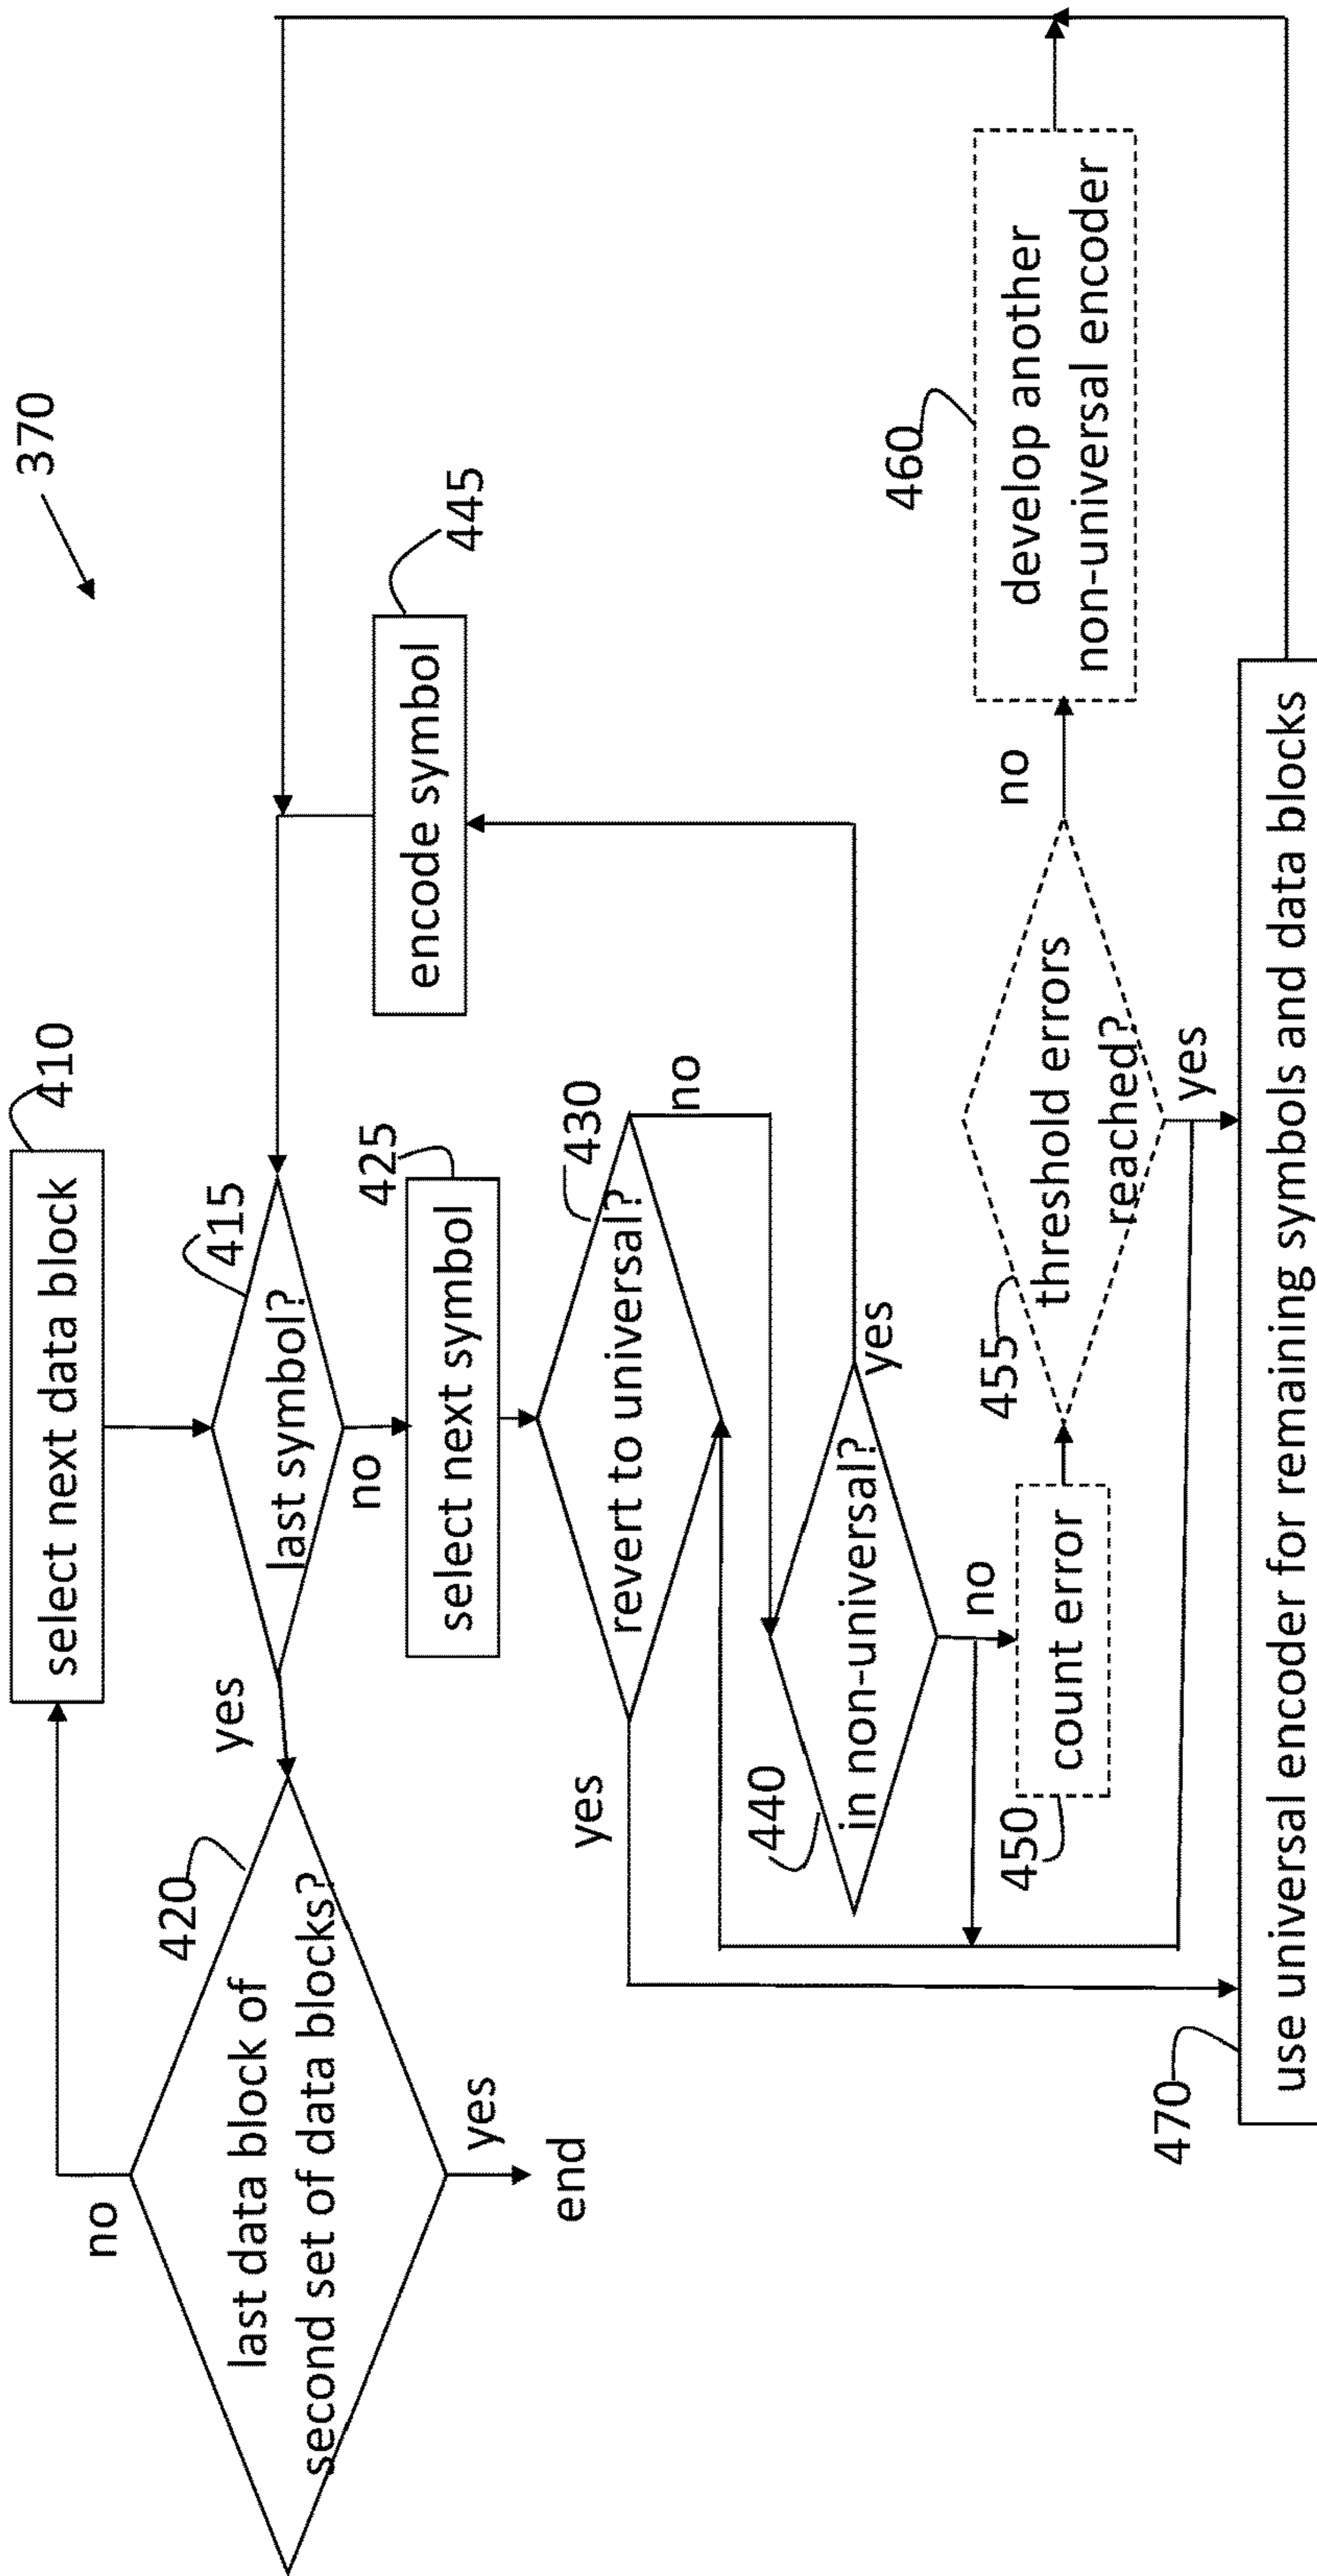 370
410
select next data block
415
last symbol?
yes
no
420
last data block of
second set of data blocks?
no
yes
end
425
select next symbol
445
encode symbol
430
revert to universal?
yes
no
440
in non-universal?
yes
no
450
count error
455
threshold errors
reached?
no
yes
460
develop another
non-universal encoder
470
use universal encoder for remaining symbols and data blocks